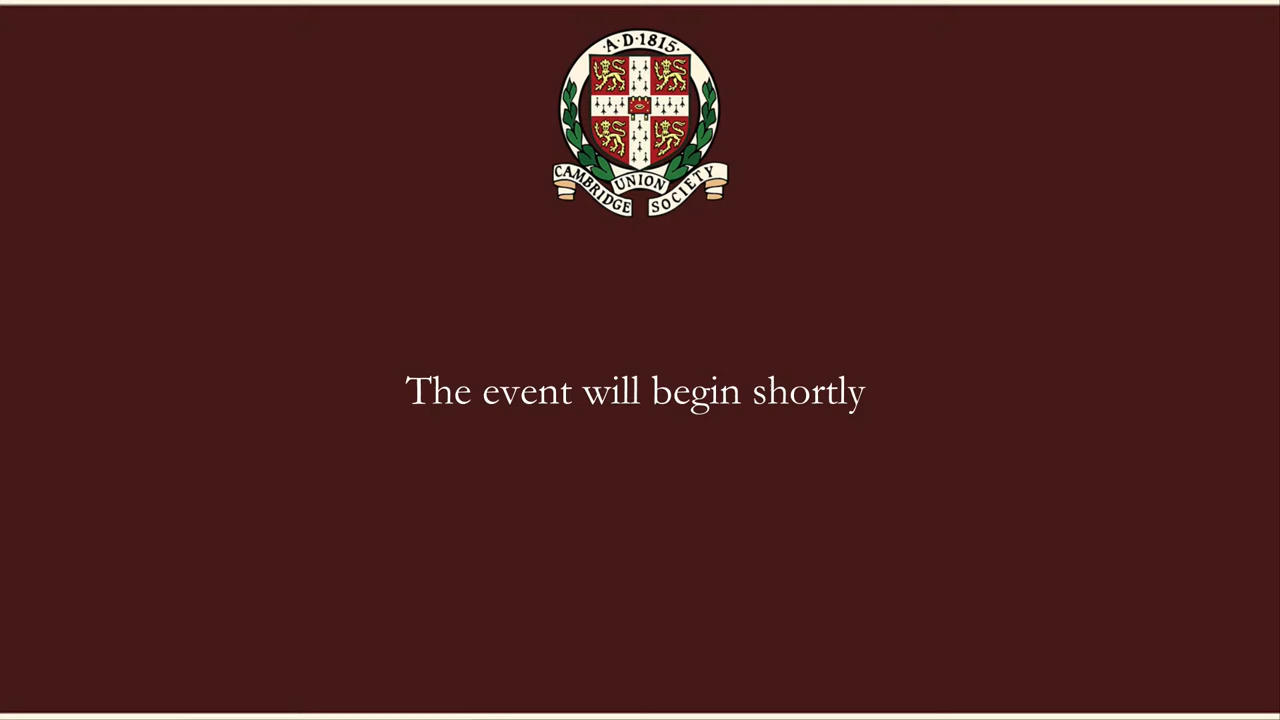 ·A·D·1815·
CAMBRIDGE UNION SOCIETY
The event will begin shortly